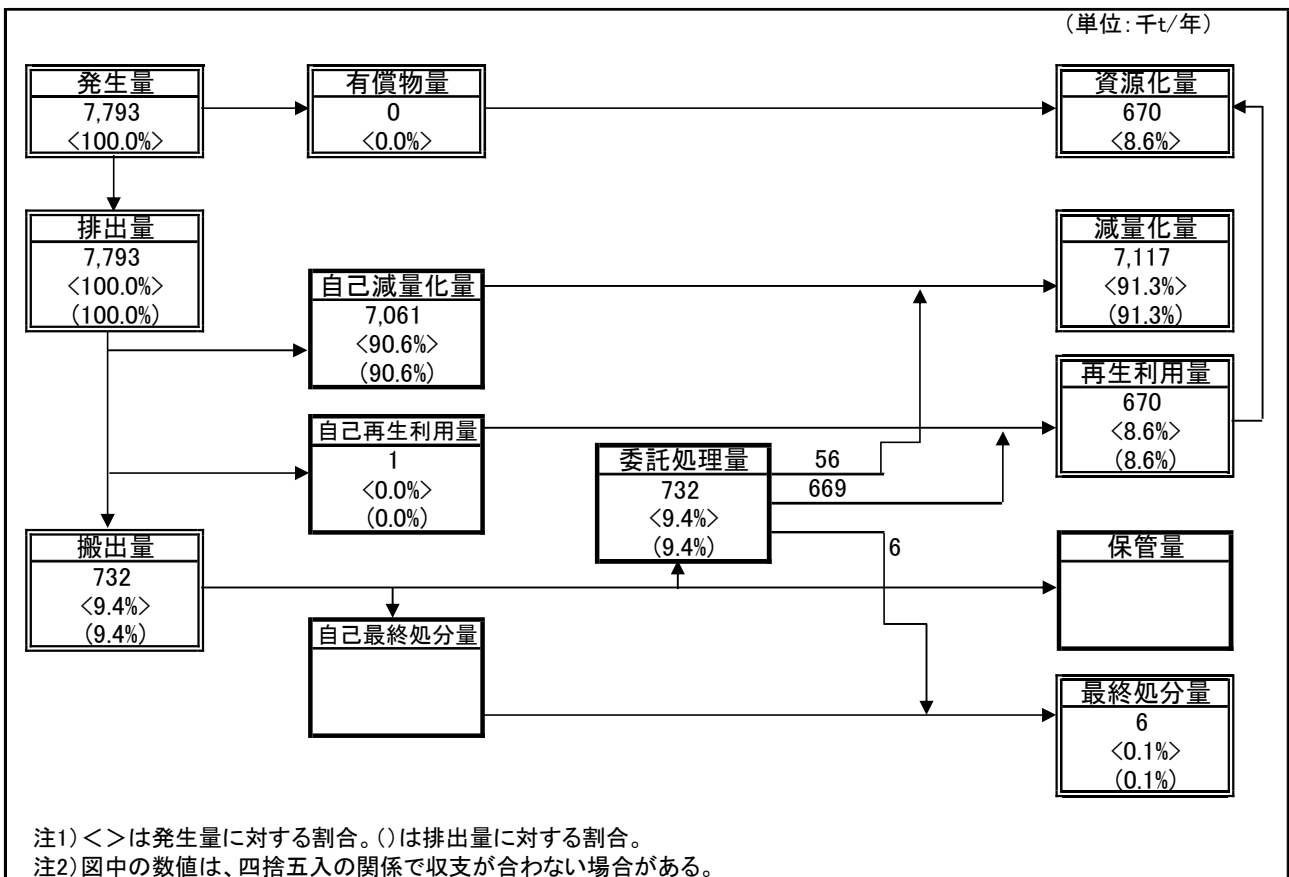 (単位:千t/年)
発生量
7,793
<100.0%>
有償物量
0
<0.0%>
資源化量
670
<8.6%>
排出量
7,793
<100.0%>
(100.0%)
自己減量化量
7,061
<90.6%>
(90.6%)
減量化量
7,117
<91.3%>
(91.3%)
自己再生利用量
1
<0.0%>
(0.0%)
委託処理量
732
<9.4%>
(9.4%)
56
669
6
再生利用量
670
<8.6%>
(8.6%)
搬出量
732
<9.4%>
(9.4%)
保管量
自己最終処分量
最終処分量
6
<0.1%>
(0.1%)
注1)<>は発生量に対する割合。()は排出量に対する割合。
注2)図中の数値は、四捨五入の関係で収支が合わない場合がある。